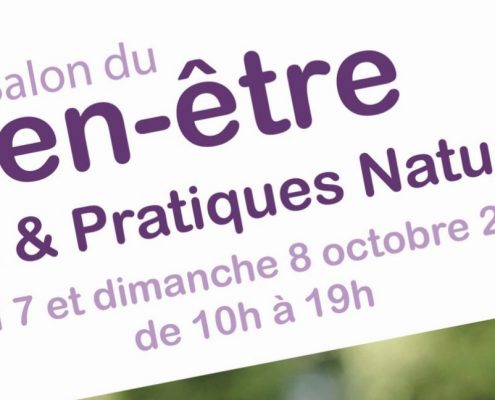 Salon du
en-être
& Pratiques Natu
7 et dimanche 8 octobre 2
de 10h à 19h